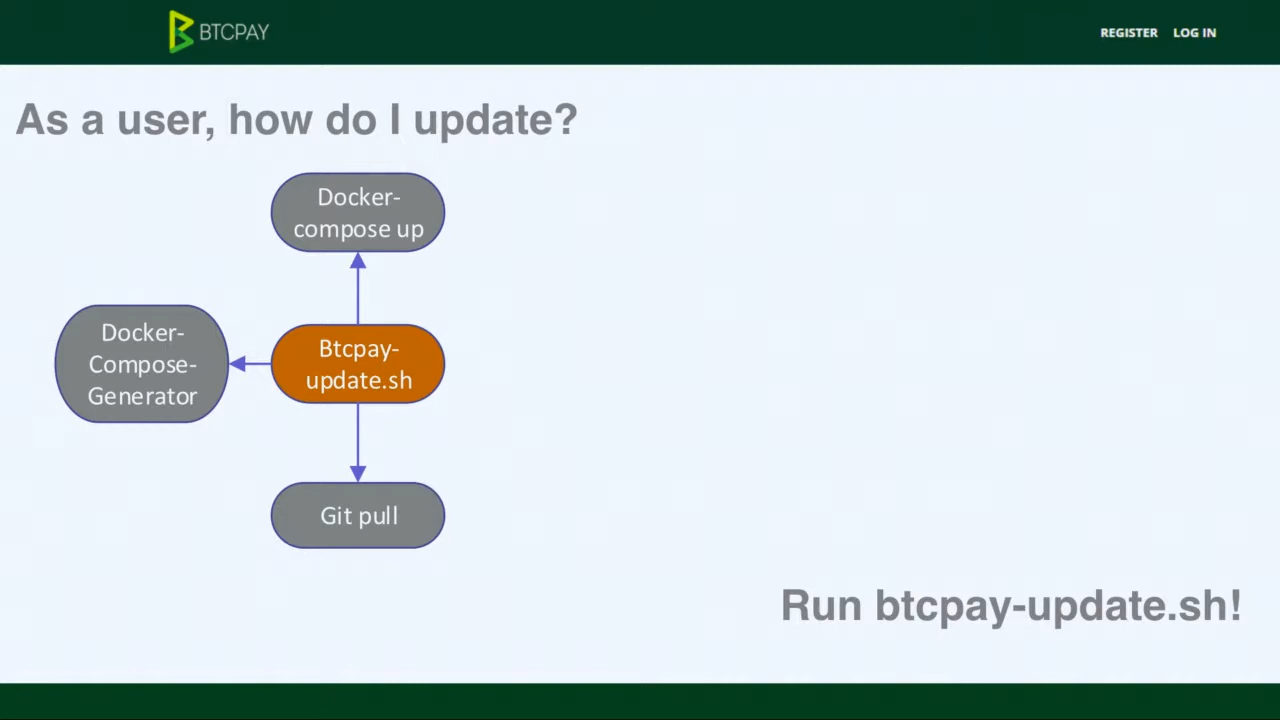 BTCPAY
REGISTER LOG IN
As a user, how do I update?
Docker-
compose up
Docker-
Compose-
Generator
Btcpay-
update.sh
Git pull
Run btcpay-update.sh!